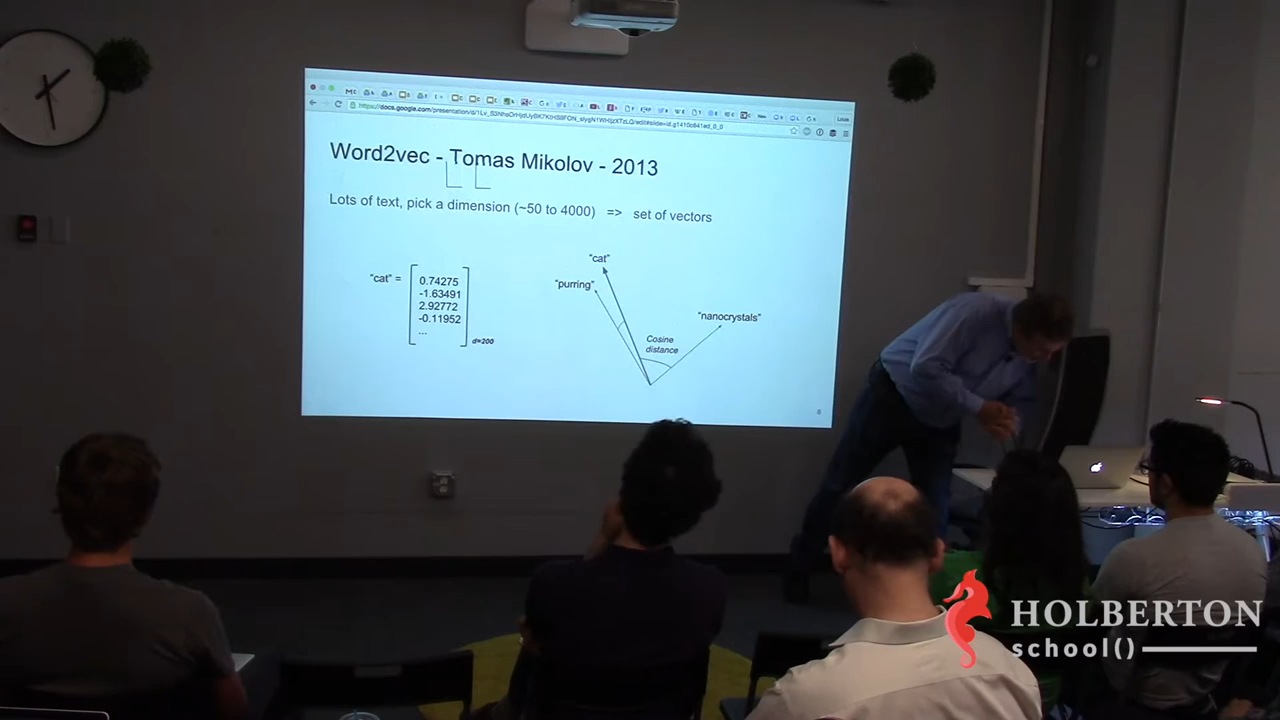 Word2vec - Tomas Mikolov - 2013
Lots of text, pick a dimension (~50 to 4000) => set of vectors
"cat" =
0.74275
-1.63491
2.92772
-0.11952
...
d=200
"cat"
"purring"
"nanocrystals"
Cosine
distance
HOLBERTON
school()